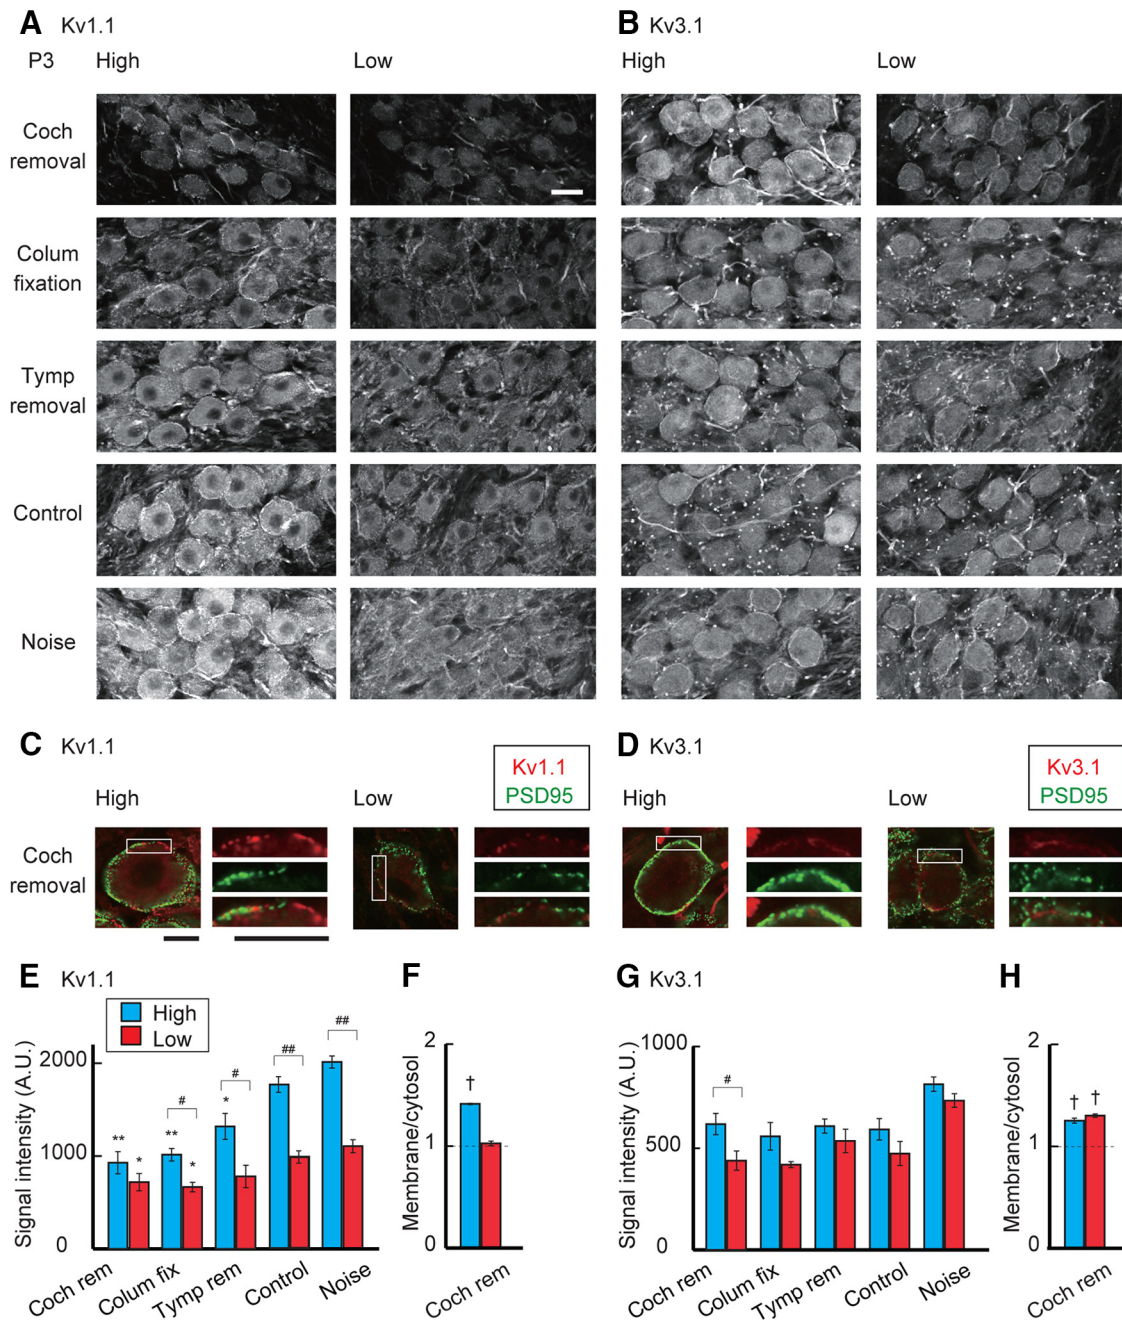 A Kv1.1
B Kv3.1
P3 High Low
High Low
Coch
removal
Colum
fixation
Tymp
removal
Control
Noise
C Kv1.1
D Kv3.1
Kv1.1
PSD95
Kv3.1
PSD95
High Low
High Low
Coch
removal
E Kv1.1
High
Low
Signal intensity (A.U.)
2000
1000
0
** * # ** * # * # ## ##
Coch rem Colum fix Tymp rem Control Noise
F
Membrane/cytosol
2
1
0
†
Coch rem
G Kv3.1
Signal intensity (A.U.)
1000
500
0
#
Coch rem Colum fix Tymp rem Control Noise
H
Membrane/cytosol
2
1
0
† †
Coch rem